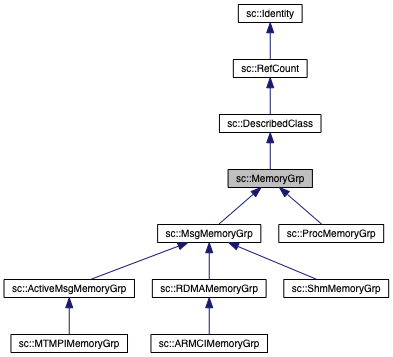 sc::Identity
sc::RefCount
sc::DescribedClass
sc::MemoryGrp
sc::MsgMemoryGrp
sc::ProcMemoryGrp
sc::ActiveMsgMemoryGrp
sc::RDMAMemoryGrp
sc::ShmMemoryGrp
sc::MTMPIMemoryGrp
sc::ARMCIMemoryGrp